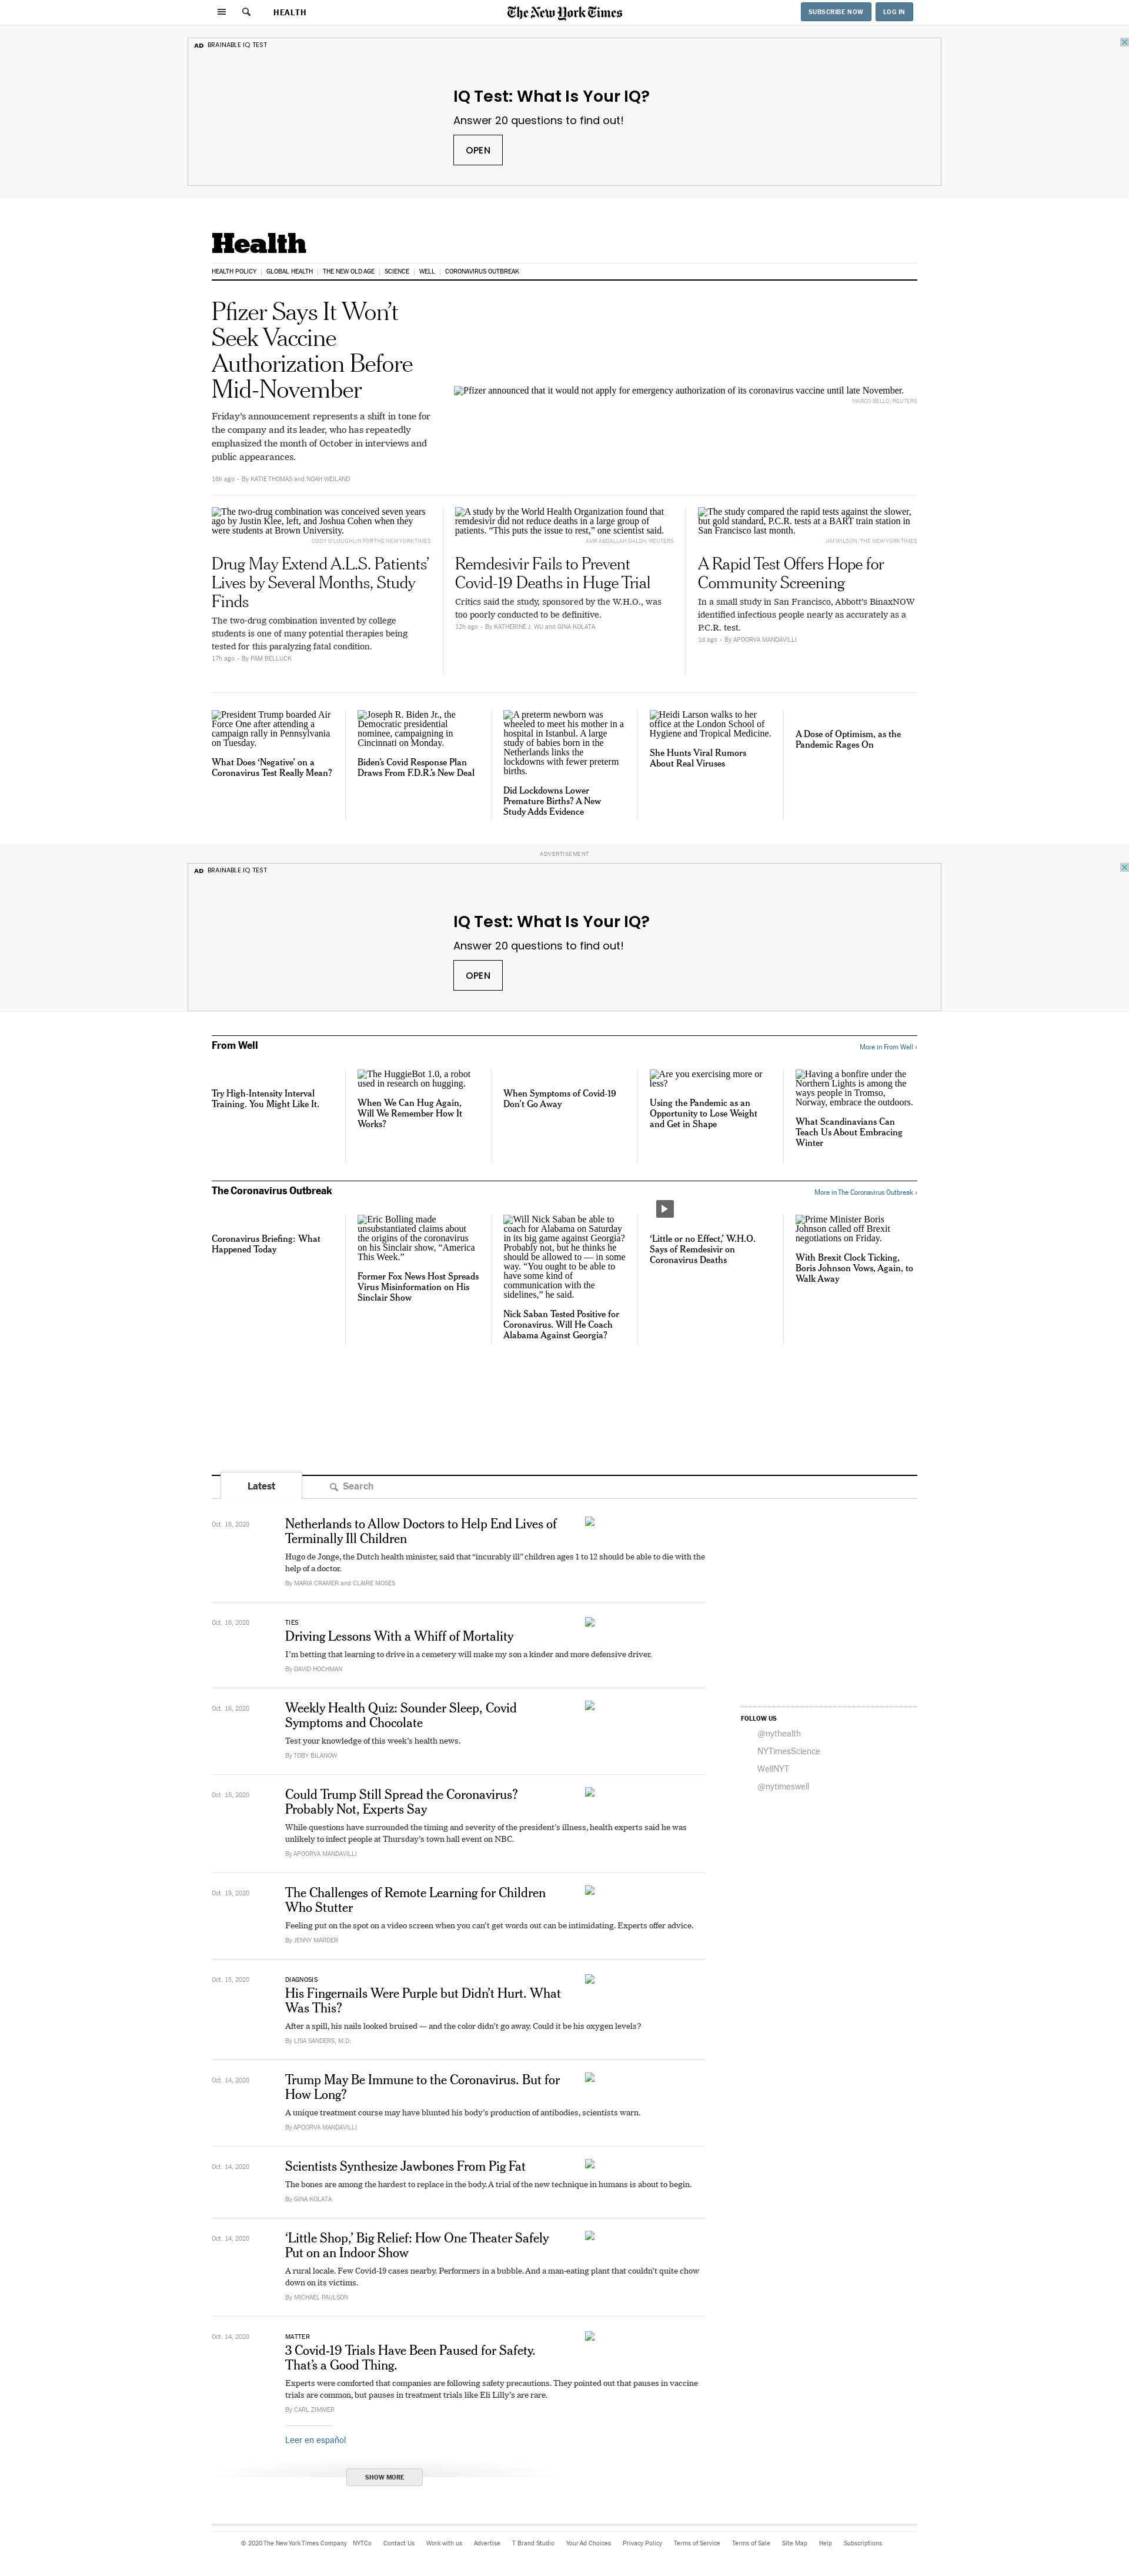 HEALTH
The New York Times
SUBSCRIBE NOW
LOG IN
AD BRAINABLE IQ TEST
IQ Test: What Is Your IQ?
Answer 20 questions to find out!
OPEN
Health
HEALTH POLICY
GLOBAL HEALTH
THE NEW OLD AGE
SCIENCE
WELL
CORONAVIRUS OUTBREAK
Pfizer Says It Won’t
Seek Vaccine
Authorization Before
Mid-November
Friday’s announcement represents a shift in tone for
the company and its leader, who has repeatedly
emphasized the month of October in interviews and
public appearances.
16h ago - By KATIE THOMAS and NOAH WEILAND
Pfizer announced that it would not apply for emergency authorization of its coronavirus vaccine until late November.
MARCO BELLO/REUTERS
The two-drug combination was conceived seven years
ago by Justin Klee, left, and Joshua Cohen when they
were students at Brown University.
CODY O'LOUGHLIN FOR THE NEW YORK TIMES
Drug May Extend A.L.S. Patients’
Lives by Several Months, Study
Finds
The two-drug combination invented by college
students is one of many potential therapies being
tested for this paralyzing fatal condition.
17h ago - By PAM BELLUCK
A study by the World Health Organization found that
remdesivir did not reduce deaths in a large group of
patients. “This puts the issue to rest,” one scientist said.
AMR ABDALLAH DALSH/REUTERS
Remdesivir Fails to Prevent
Covid-19 Deaths in Huge Trial
Critics said the study, sponsored by the W.H.O., was
too poorly conducted to be definitive.
12h ago - By KATHERINE J. WU and GINA KOLATA
The study compared the rapid tests against the slower,
but gold standard, P.C.R. tests at a BART train station in
San Francisco last month.
JIM WILSON/THE NEW YORK TIMES
A Rapid Test Offers Hope for
Community Screening
In a small study in San Francisco, Abbott’s BinaxNOW
identified infectious people nearly as accurately as a
P.C.R. test.
1d ago - By APOORVA MANDAVILLI
President Trump boarded Air
Force One after attending a
campaign rally in Pennsylvania
on Tuesday.
What Does ‘Negative’ on a
Coronavirus Test Really Mean?
Joseph R. Biden Jr., the
Democratic presidential
nominee, campaigning in
Cincinnati on Monday.
Biden’s Covid Response Plan
Draws From F.D.R.’s New Deal
A preterm newborn was
wheeled to meet his mother in a
hospital in Istanbul. A large
study of babies born in the
Netherlands links the
lockdowns with fewer preterm
births.
Did Lockdowns Lower
Premature Births? A New
Study Adds Evidence
Heidi Larson walks to her
office at the London School of
Hygiene and Tropical Medicine.
She Hunts Viral Rumors
About Real Viruses
A Dose of Optimism, as the
Pandemic Rages On
ADVERTISEMENT
AD BRAINABLE IQ TEST
IQ Test: What Is Your IQ?
Answer 20 questions to find out!
OPEN
From Well
More in From Well ›
Try High-Intensity Interval
Training. You Might Like It.
The HuggieBot 1.0, a robot
used in research on hugging.
When We Can Hug Again,
Will We Remember How It
Works?
When Symptoms of Covid-19
Don’t Go Away
Are you exercising more or
less?
Using the Pandemic as an
Opportunity to Lose Weight
and Get in Shape
Having a bonfire under the
Northern Lights is among the
ways people in Tromso,
Norway, embrace the outdoors.
What Scandinavians Can
Teach Us About Embracing
Winter
The Coronavirus Outbreak
More in The Coronavirus Outbreak ›
Coronavirus Briefing: What
Happened Today
Eric Bolling made
unsubstantiated claims about
the origins of the coronavirus
on his Sinclair show, “America
This Week.”
Former Fox News Host Spreads
Virus Misinformation on His
Sinclair Show
Will Nick Saban be able to
coach for Alabama on Saturday
in its big game against Georgia?
Probably not, but he thinks he
should be allowed to — in some
way. “You ought to be able to
have some kind of
communication with the
sidelines,” he said.
Nick Saban Tested Positive for
Coronavirus. Will He Coach
Alabama Against Georgia?
‘Little or no Effect,’ W.H.O.
Says of Remdesivir on
Coronavirus Deaths
Prime Minister Boris
Johnson called off Brexit
negotiations on Friday.
With Brexit Clock Ticking,
Boris Johnson Vows, Again, to
Walk Away
Latest
Search
Oct. 16, 2020
Netherlands to Allow Doctors to Help End Lives of
Terminally Ill Children
Hugo de Jonge, the Dutch health minister, said that “incurably ill” children ages 1 to 12 should be able to die with the
help of a doctor.
By MARIA CRAMER and CLAIRE MOSES
Oct. 16, 2020
TIES
Driving Lessons With a Whiff of Mortality
I’m betting that learning to drive in a cemetery will make my son a kinder and more defensive driver.
By DAVID HOCHMAN
Oct. 16, 2020
Weekly Health Quiz: Sounder Sleep, Covid
Symptoms and Chocolate
Test your knowledge of this week’s health news.
By TOBY BILANOW
FOLLOW US
@nythealth
NYTimesScience
WellNYT
@nytimeswell
Oct. 15, 2020
Could Trump Still Spread the Coronavirus?
Probably Not, Experts Say
While questions have surrounded the timing and severity of the president’s illness, health experts said he was
unlikely to infect people at Thursday’s town hall event on NBC.
By APOORVA MANDAVILLI
Oct. 15, 2020
The Challenges of Remote Learning for Children
Who Stutter
Feeling put on the spot on a video screen when you can’t get words out can be intimidating. Experts offer advice.
By JENNY MARDER
Oct. 15, 2020
DIAGNOSIS
His Fingernails Were Purple but Didn’t Hurt. What
Was This?
After a spill, his nails looked bruised — and the color didn’t go away. Could it be his oxygen levels?
By LISA SANDERS, M.D.
Oct. 14, 2020
Trump May Be Immune to the Coronavirus. But for
How Long?
A unique treatment course may have blunted his body’s production of antibodies, scientists warn.
By APOORVA MANDAVILLI
Oct. 14, 2020
Scientists Synthesize Jawbones From Pig Fat
The bones are among the hardest to replace in the body. A trial of the new technique in humans is about to begin.
By GINA KOLATA
Oct. 14, 2020
‘Little Shop,’ Big Relief: How One Theater Safely
Put on an Indoor Show
A rural locale. Few Covid-19 cases nearby. Performers in a bubble. And a man-eating plant that couldn’t quite chow
down on its victims.
By MICHAEL PAULSON
Oct. 14, 2020
MATTER
3 Covid-19 Trials Have Been Paused for Safety.
That’s a Good Thing.
Experts were comforted that companies are following safety precautions. They pointed out that pauses in vaccine
trials are common, but pauses in treatment trials like Eli Lilly’s are rare.
By CARL ZIMMER
Leer en español
SHOW MORE
© 2020 The New York Times Company
NYTCo
Contact Us
Work with us
Advertise
T Brand Studio
Your Ad Choices
Privacy Policy
Terms of Service
Terms of Sale
Site Map
Help
Subscriptions